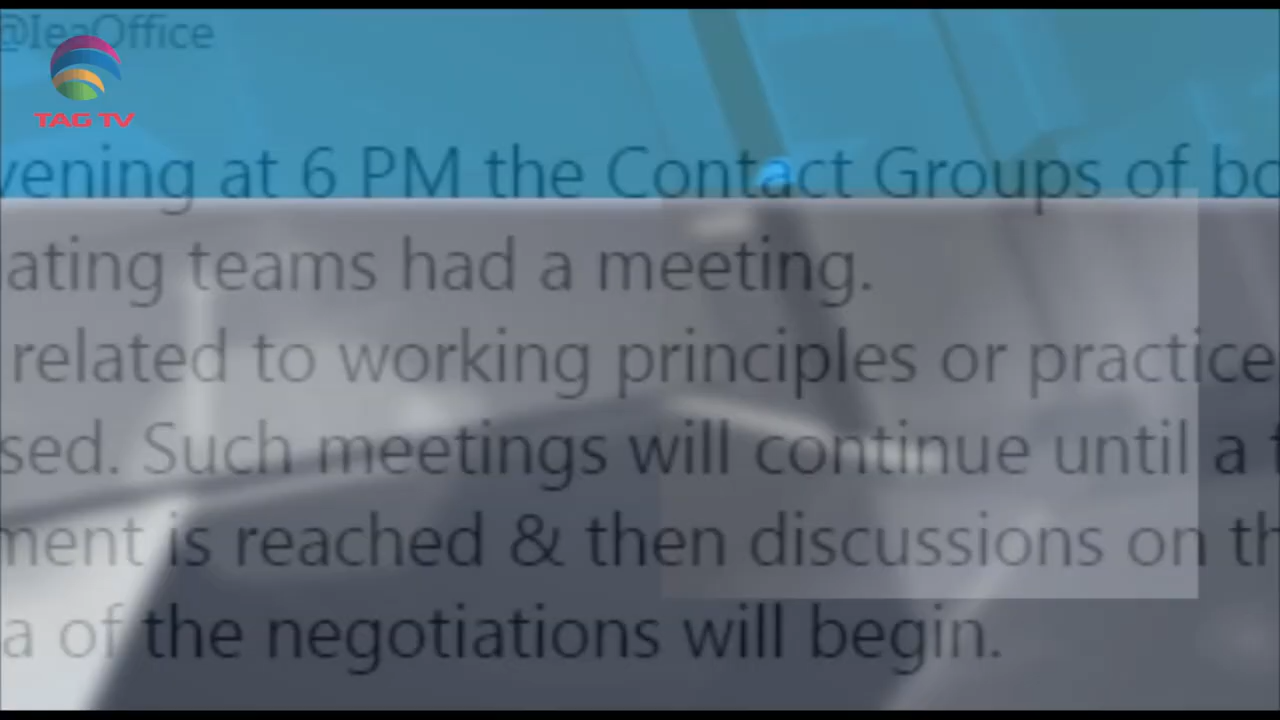 @IeaOffice
TAG TV
vening at 6 PM the Contact Groups of bo
ating teams had a meeting.
related to working principles or practice
sed. Such meetings will continue until a
ment is reached & then discussions on th
a of the negotiations will begin.